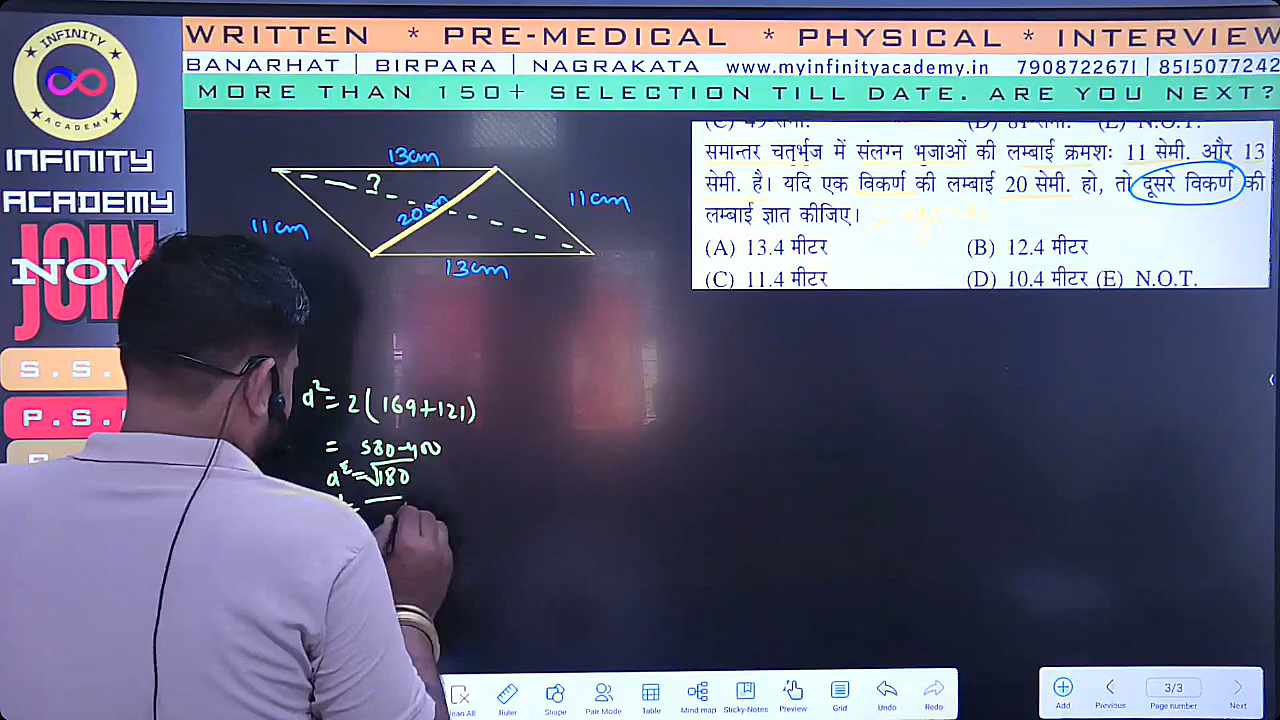 INFINITY
ACADEMY
INFINITY
ACADEMY
JOIN
NOW
S.S.
P.S.
WRITTEN * PRE-MEDICAL * PHYSICAL * INTERVIEW
BANARHAT | BIRPARA | NAGRAKATA www.myinfinityacademy.in 7908722671 | 8515077242
MORE THAN 150+ SELECTION TILL DATE. ARE YOU NEXT?
(E) N.O.T.
समान्तर चतुर्भुज में संलग्न भुजाओं की लम्बाई क्रमशः 11 सेमी. और 13
सेमी. है। यदि एक विकर्ण की लम्बाई 20 सेमी. हो, तो दूसरे विकर्ण की
लम्बाई ज्ञात कीजिए।
(A) 13.4 मीटर (B) 12.4 मीटर
(C) 11.4 मीटर (D) 10.4 मीटर (E) N.O.T.
13cm
?
20cm
11cm
11cm
13cm
d² = 2(169+121)
= 580-400
= √180
Clean All Ruler Shape Pair Mode Table Mind map Sticky-Notes Preview Grid Undo Redo
Add Previous 3/3 Page number Next